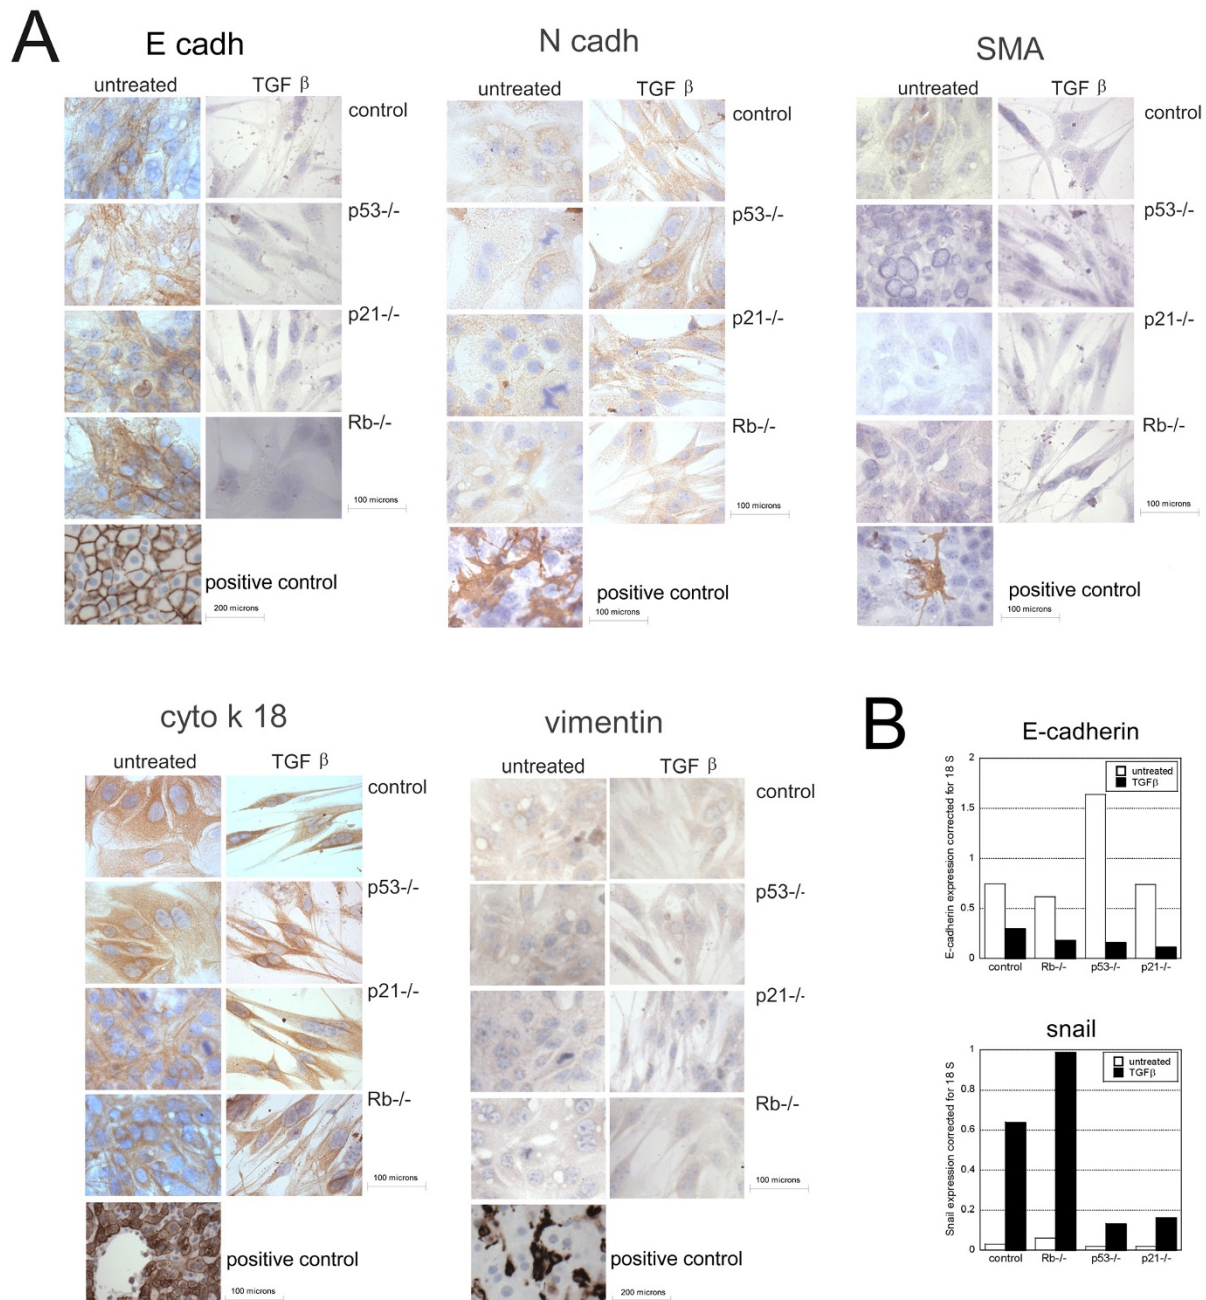 A
E cadh
untreated TGF β
control
p53-/-
p21-/-
Rb-/-
100 microns
positive control
200 microns
N cadh
untreated TGF β
control
p53-/-
p21-/-
Rb-/-
100 microns
positive control
100 microns
SMA
untreated TGF β
control
p53-/-
p21-/-
Rb-/-
100 microns
positive control
100 microns
cyto k 18
untreated TGF β
control
p53-/-
p21-/-
Rb-/-
100 microns
positive control
100 microns
vimentin
untreated TGF β
control
p53-/-
p21-/-
Rb-/-
100 microns
positive control
200 microns
B
E-cadherin
E-cadherin expression corrected for 18 S
2
1.5
1
0.5
0
untreated
TGFβ
control Rb-/- p53-/- p21-/-
snail
Snail expression corrected for 18 S
1
0.8
0.6
0.4
0.2
0
untreated
TGFβ
control Rb-/- p53-/- p21-/-